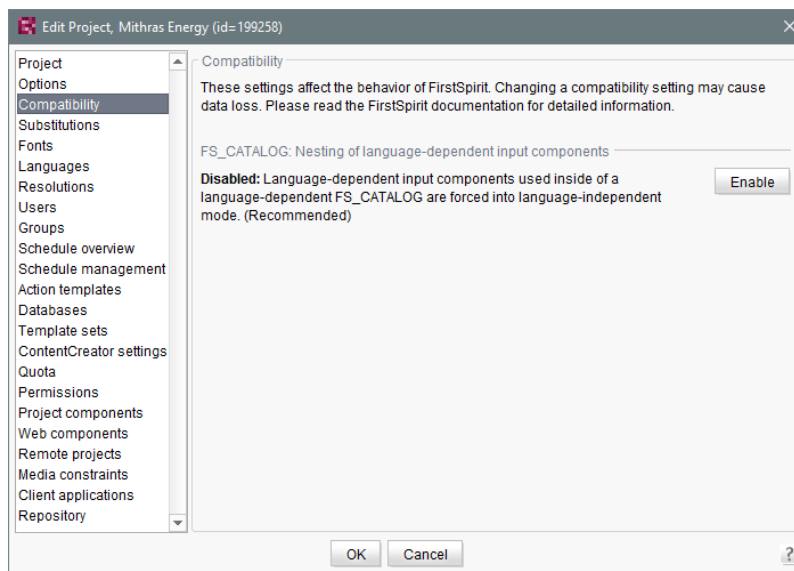 Edit Project, Mithras Energy (id=199258)
Project
Options
Compatibility
Substitutions
Fonts
Languages
Resolutions
Users
Groups
Schedule overview
Schedule management
Action templates
Databases
Template sets
ContentCreator settings
Quota
Permissions
Project components
Web components
Remote projects
Media constraints
Client applications
Repository
Compatibility
These settings affect the behavior of FirstSpirit. Changing a compatibility setting may cause
data loss. Please read the FirstSpirit documentation for detailed information.
FS_CATALOG: Nesting of language-dependent input components
Disabled: Language-dependent input components used inside of a
language-dependent FS_CATALOG are forced into language-independent
mode. (Recommended)
Enable
OK
Cancel
?